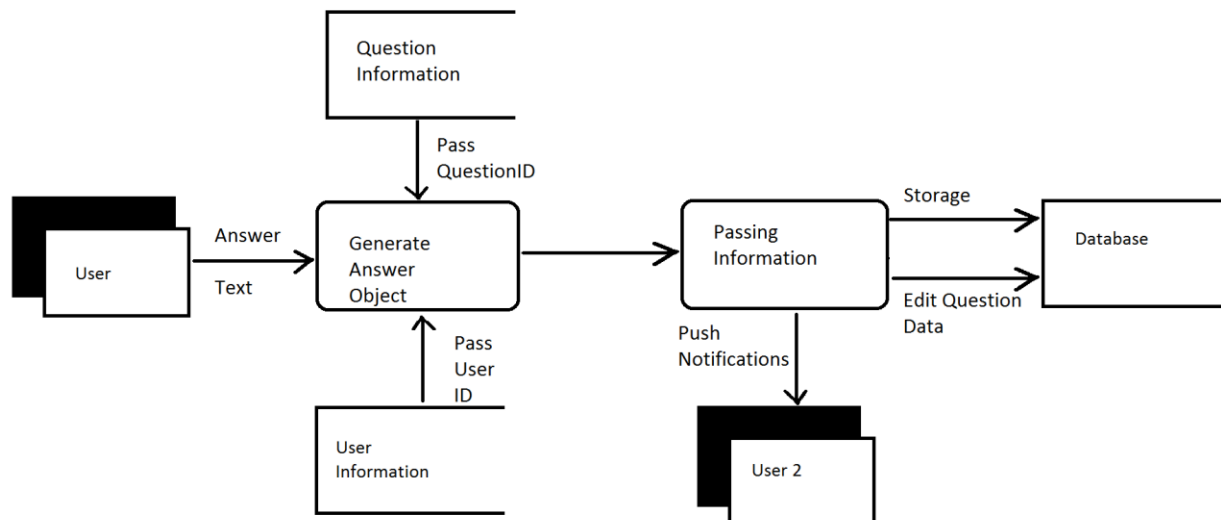 Question
Information
Pass
QuestionID
Answer
Text
User
Generate
Answer
Object
Pass
User
ID
User
Information
Passing
Information
Storage
Edit Question
Data
Database
Push
Notifications
User 2